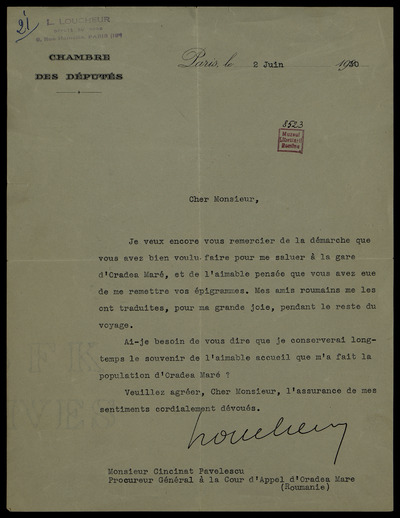 21
L. LOUCHEUR
CHAMBRE
DES DÉPUTÉS
Paris, le 2 Juin 1930
8523
Muzeul
Literaturii
Române
Cher Monsieur,
Je veux encore vous remercier de la démarche que
vous avez bien voulu faire pour me saluer à la gare
d'Oradea Maré, et de l'aimable pensée que vous avez eue
de me remettre vos épigrammes. Mes amis roumains me les
ont traduites, pour ma grande joie, pendant le reste du
voyage.
Ai-je besoin de vous dire que je conserverai long-
temps le souvenir de l'aimable accueil que m'a fait la
population d'Oradea Maré ?
Veuillez agréer, Cher Monsieur, l'assurance de mes
sentiments cordialement dévoués.
Loucheur
Monsieur Cincinat Pavelescu
Procureur Général à la Cour d'Appel d'Oradea Mare
(Roumanie)